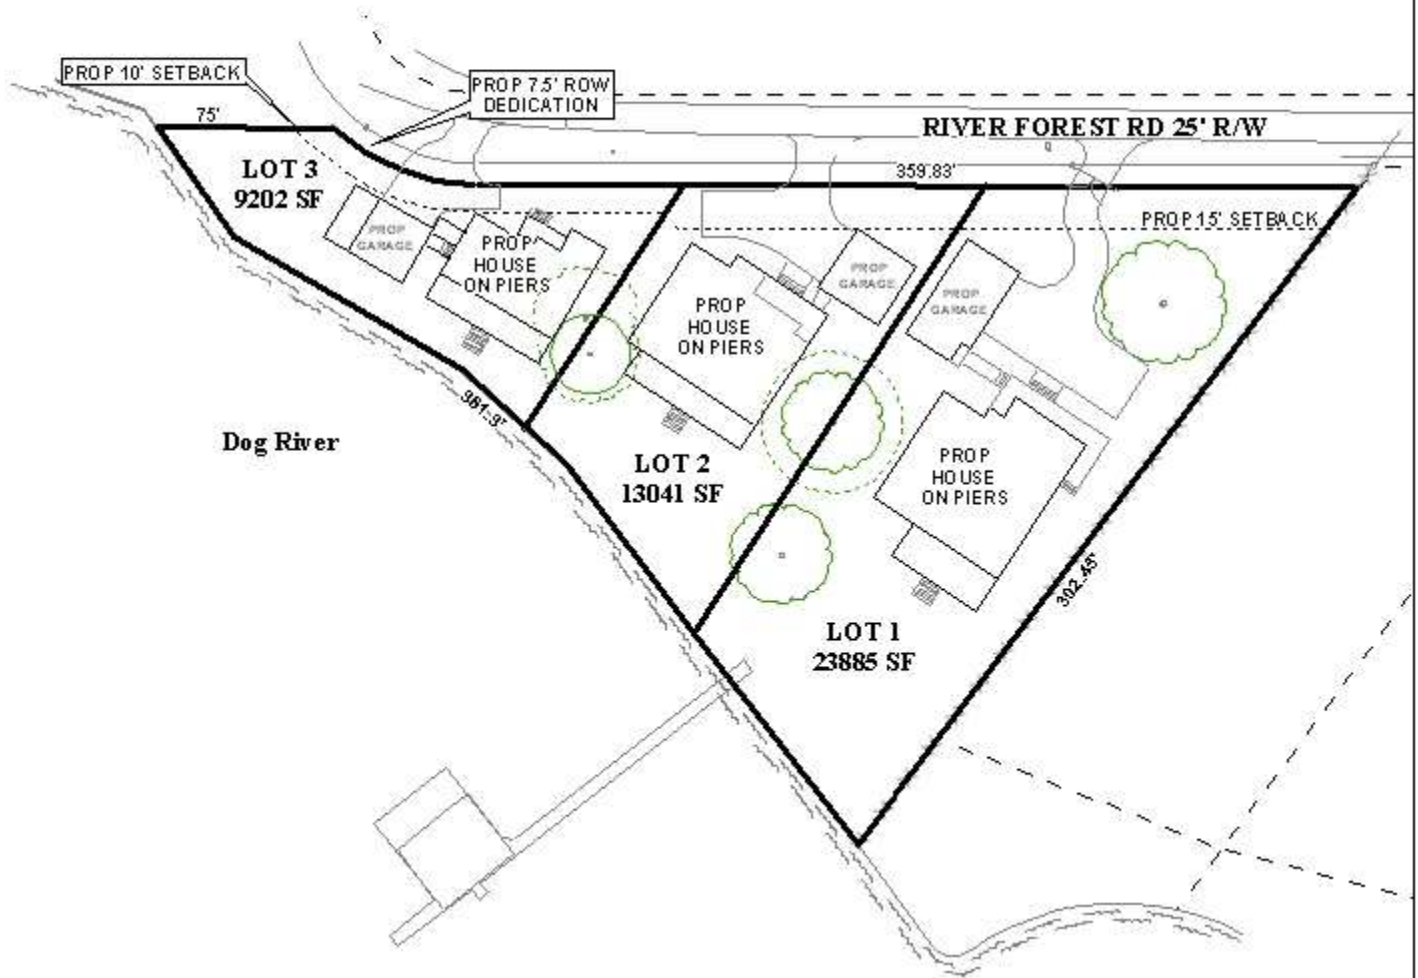 PROP 10' SETBACK
PROP 7.5' ROW
DEDICATION
75'
RIVER FOREST RD 25' R/W
359.83'
LOT 3
9202 SF
PROP 15' SETBACK
PROP
GARAGE
PROP
HOUSE
ON PIERS
PROP
GARAGE
PROP
GARAGE
PROP
HOUSE
ON PIERS
381.9'
Dog River
LOT 2
13041 SF
PROP
HOUSE
ON PIERS
302.45'
LOT 1
23885 SF